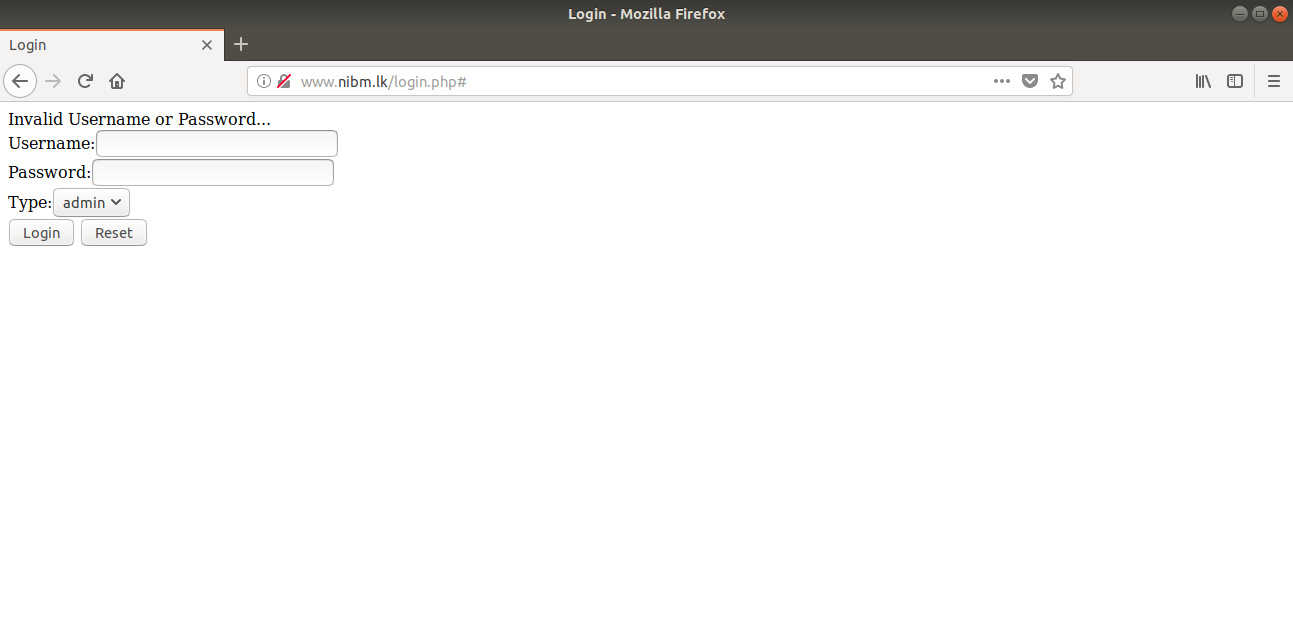 Login - Mozilla Firefox
Login
www.nibm.lk/login.php#
Invalid Username or Password...
Username:
Password:
Type: admin
Login Reset